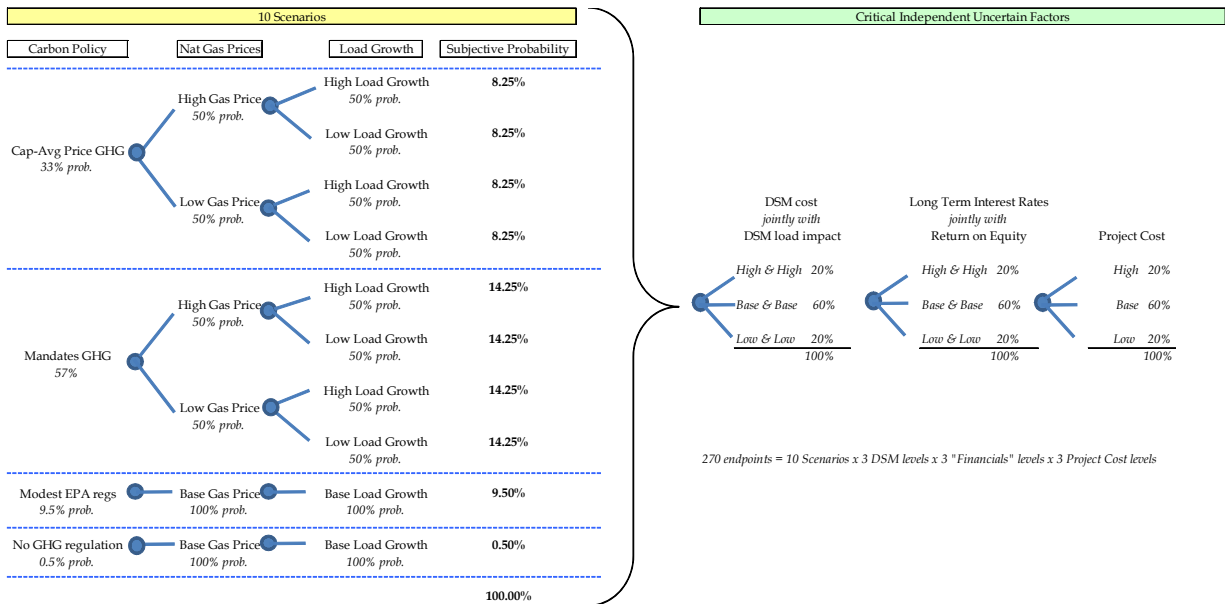 10 Scenarios
Critical Independent Uncertain Factors
Carbon Policy
Nat Gas Prices
Load Growth
Subjective Probability
High Load Growth
50% prob.
8.25%
High Gas Price
50% prob.
Low Load Growth
50% prob.
8.25%
Cap-Avg Price GHG
33% prob.
High Load Growth
50% prob.
8.25%
Low Gas Price
50% prob.
Low Load Growth
50% prob.
8.25%
High Load Growth
50% prob.
14.25%
High Gas Price
50% prob.
Low Load Growth
50% prob.
14.25%
Mandates GHG
57%
High Load Growth
50% prob.
14.25%
Low Gas Price
50% prob.
Low Load Growth
50% prob.
14.25%
Modest EPA regs
9.5% prob.
Base Gas Price
100% prob.
Base Load Growth
100% prob.
9.50%
No GHG regulation
0.5% prob.
Base Gas Price
100% prob.
Base Load Growth
100% prob.
0.50%
100.00%
DSM cost
jointly with
DSM load impact
High & High 20%
Base & Base 60%
Low & Low 20%
100%
Long Term Interest Rates
jointly with
Return on Equity
High & High 20%
Base & Base 60%
Low & Low 20%
100%
Project Cost
High 20%
Base 60%
Low 20%
100%
270 endpoints = 10 Scenarios x 3 DSM levels x 3 "Financials" levels x 3 Project Cost levels